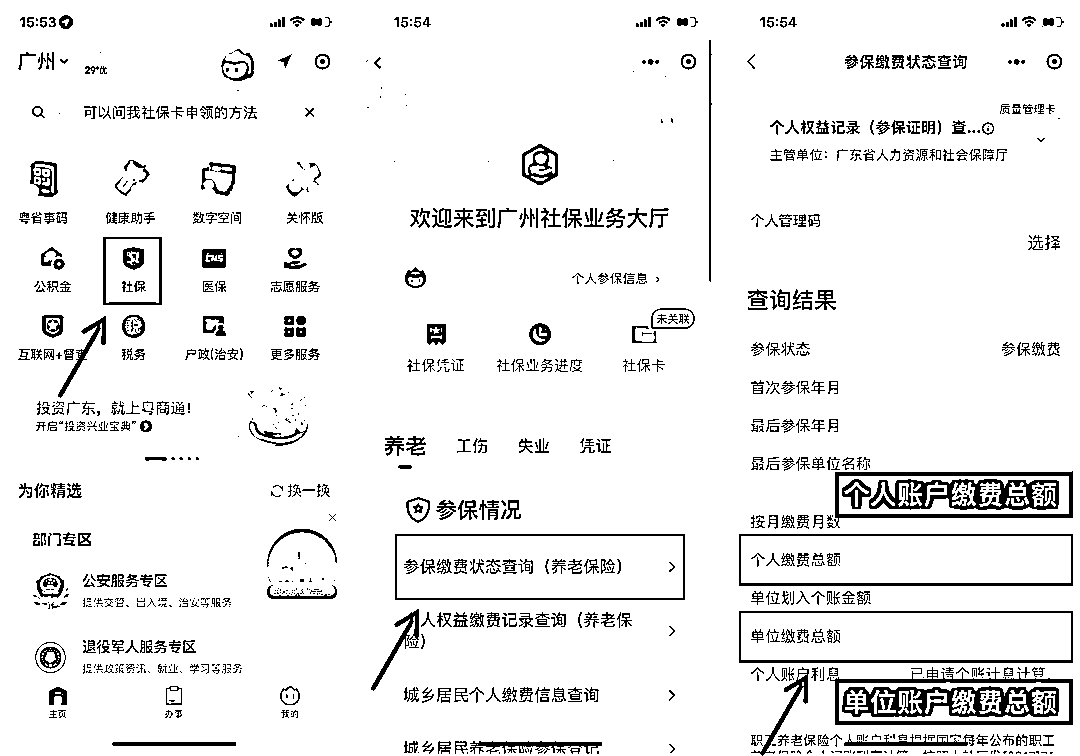 15:53
广州
29°优
可以问我社保卡申领的方法
粤省事码
健康助手
数字空间
关怀版
公积金
社保
医保
志愿服务
互联网+督查
税务
户政(治安)
更多服务
投资广东，就上粤商通！
开启“投资兴业宝典”
为你精选
换一换
部门专区
公安服务专区
提供交管、出入境、治安等服务
退役军人服务专区
提供政策资讯、就业、学习等服务
主页
办事
我的
15:54
欢迎来到广州社保业务大厅
个人参保信息
未关联
社保凭证
社保业务进度
社保卡
养老
工伤
失业
凭证
参保情况
参保缴费状态查询（养老保险）
人权益缴费记录查询（养老保
险）
城乡居民个人缴费信息查询
城乡居民养老保险参保登记
15:54
参保缴费状态查询
质量管理卡
个人权益记录（参保证明）查...
主管单位：广东省人力资源和社会保障厅
个人管理码
选择
查询结果
参保状态
参保缴费
首次参保年月
最后参保年月
最后参保单位名称
个人账户缴费总额
按月缴费月数
个人缴费总额
单位划入个账金额
单位缴费总额
个人账户利息
已申请个账计息计算，
单位账户缴费总额
职工养老保险个人账户利息根据国家每年公布的职工